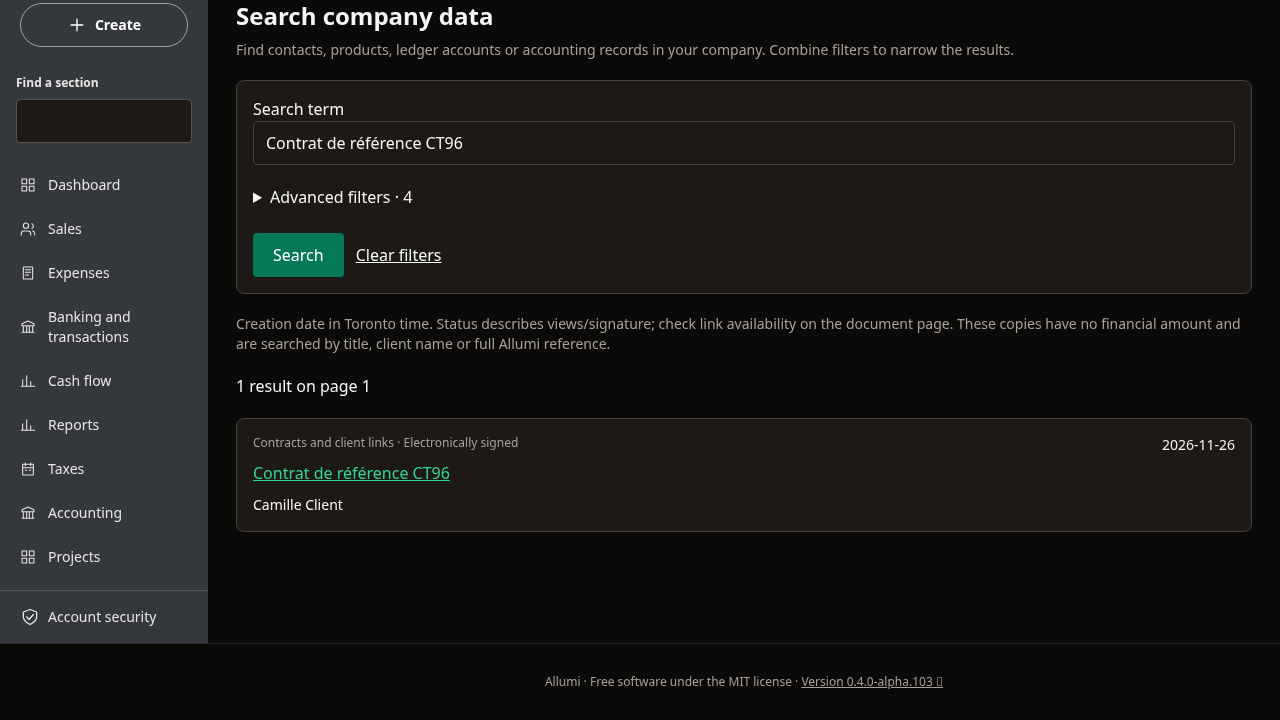 Create
Find a section
Dashboard
Sales
Expenses
Banking and
transactions
Cash flow
Reports
Taxes
Accounting
Projects
Account security
Search company data
Find contacts, products, ledger accounts or accounting records in your company. Combine filters to narrow the results.
Search term
Contrat de référence CT96
Advanced filters · 4
Search Clear filters
Creation date in Toronto time. Status describes views/signature; check link availability on the document page. These copies have no financial amount and
are searched by title, client name or full Allumi reference.
1 result on page 1
Contracts and client links · Electronically signed
2026-11-26
Contrat de référence CT96
Camille Client
Allumi · Free software under the MIT license · Version 0.4.0-alpha.103